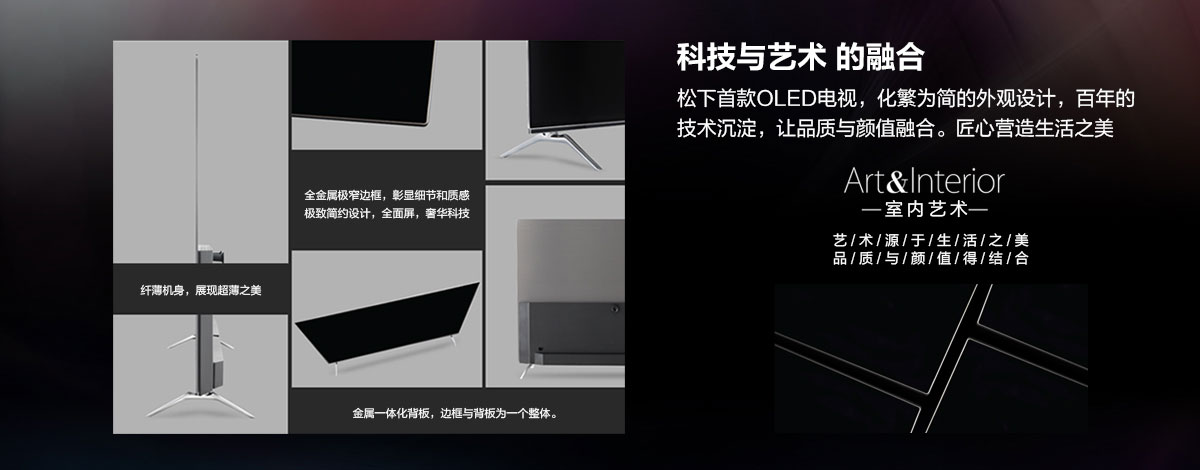 科技与艺术 的融合
松下首款OLED电视，化繁为简的外观设计，百年的
技术沉淀，让品质与颜值融合。匠心营造生活之美
Art&Interior
—室内艺术—
艺/术/源/于/生/活/之/美
品/质/与/颜/值/得/结/合
全金属极窄边框，彰显细节和质感
极致简约设计，全面屏，奢华科技
纤薄机身，展现超薄之美
金属一体化背板，边框与背板为一个整体。